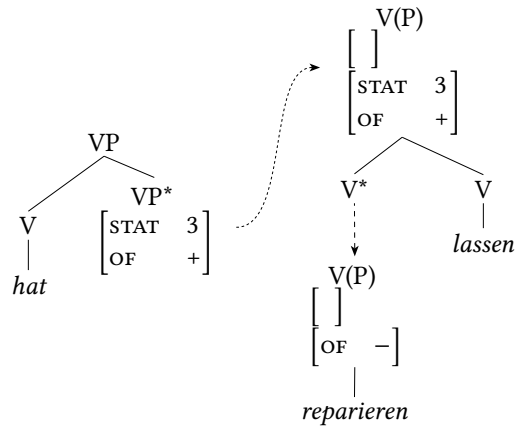 VP
V
hat
VP*
[STAT 3
OF +]
V(P)
[ ]
[STAT 3
OF +]
V*
V
lassen
V(P)
[ ]
[OF −]
reparieren